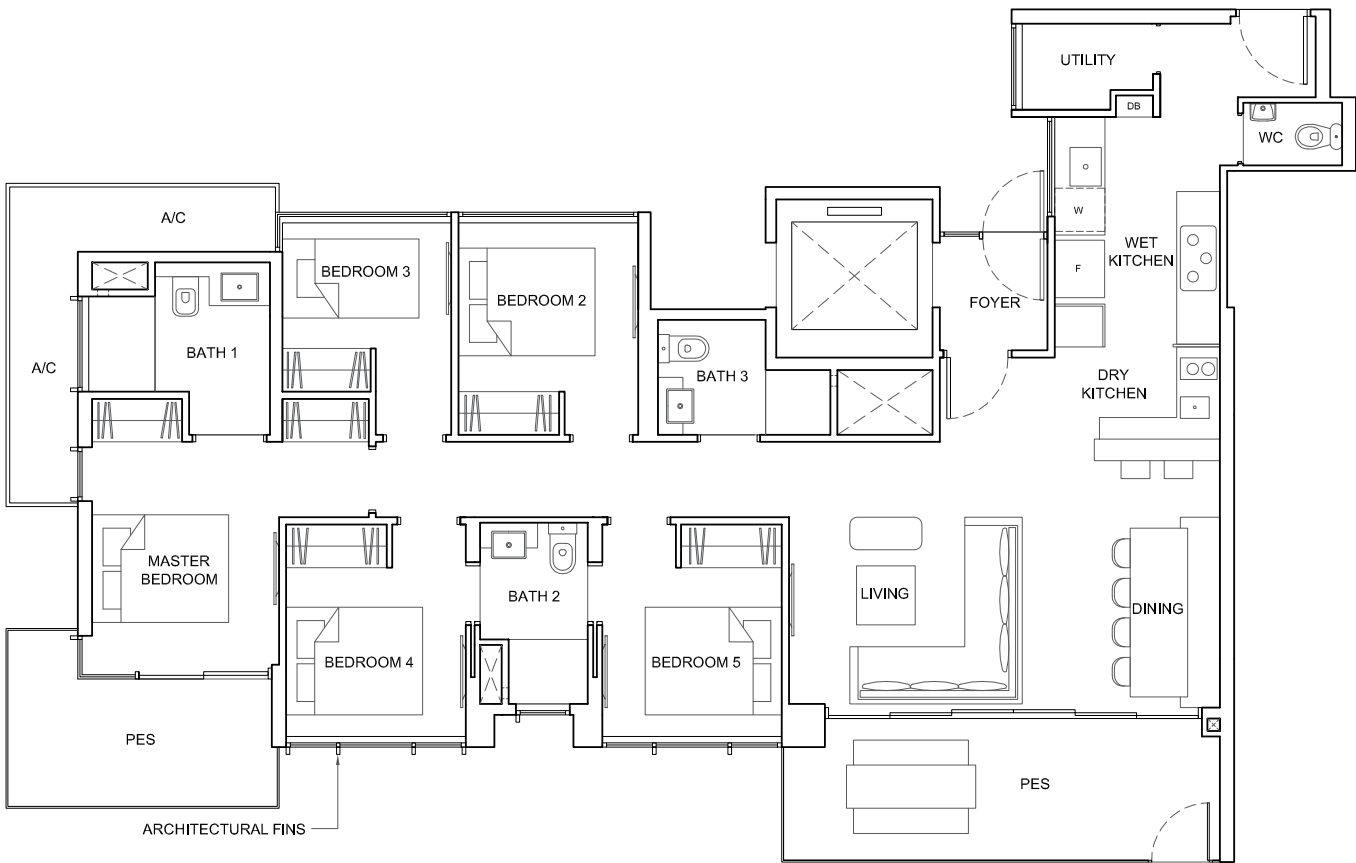 UTILITY
DB
WC
A/C
W
BEDROOM 3
WET
KITCHEN
BEDROOM 2
F
FOYER
BATH 1
A/C
BATH 3
DRY
KITCHEN
MASTER
BEDROOM
BATH 2
LIVING
DINING
BEDROOM 4
BEDROOM 5
PES
PES
ARCHITECTURAL FINS